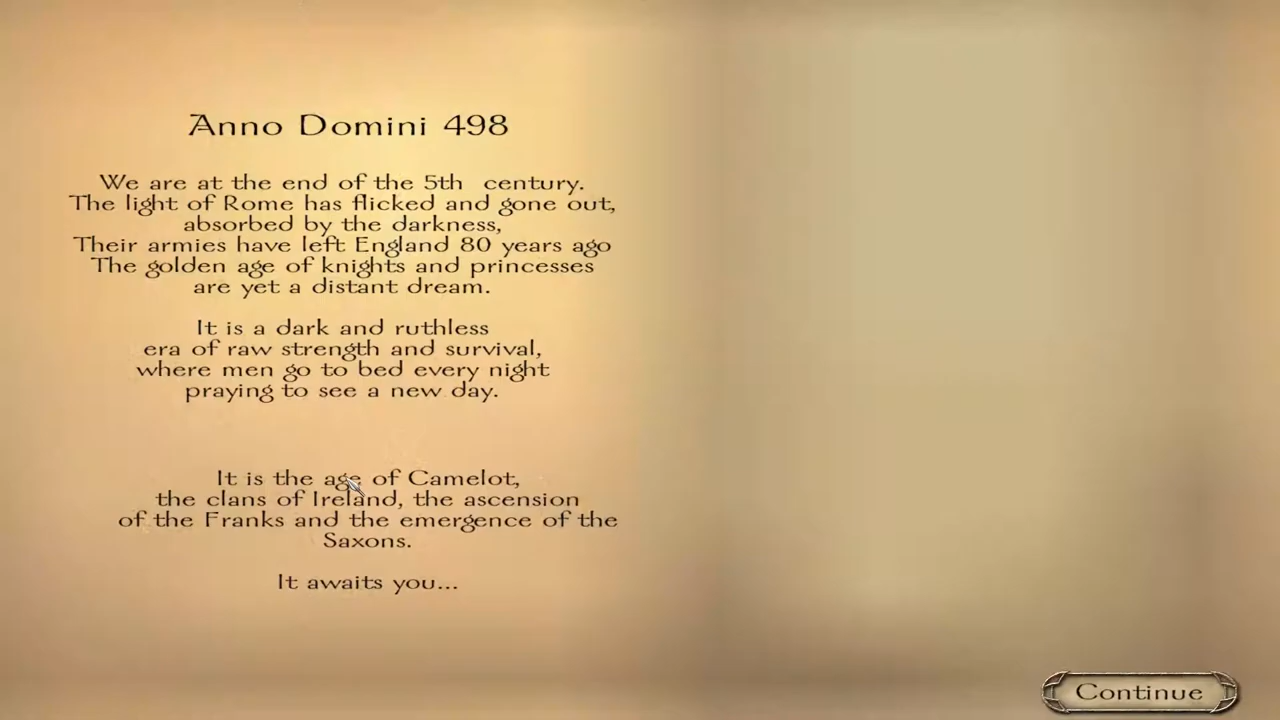 Anno Domini 498
We are at the end of the 5th century.
The light of Rome has flicked and gone out,
absorbed by the darkness,
Their armies have left England 80 years ago
The golden age of knights and princesses
are yet a distant dream.
It is a dark and ruthless
era of raw strength and survival,
where men go to bed every night
praying to see a new day.
It is the age of Camelot,
the clans of Ireland, the ascension
of the Franks and the emergence of the
Saxons.
It awaits you...
Continue